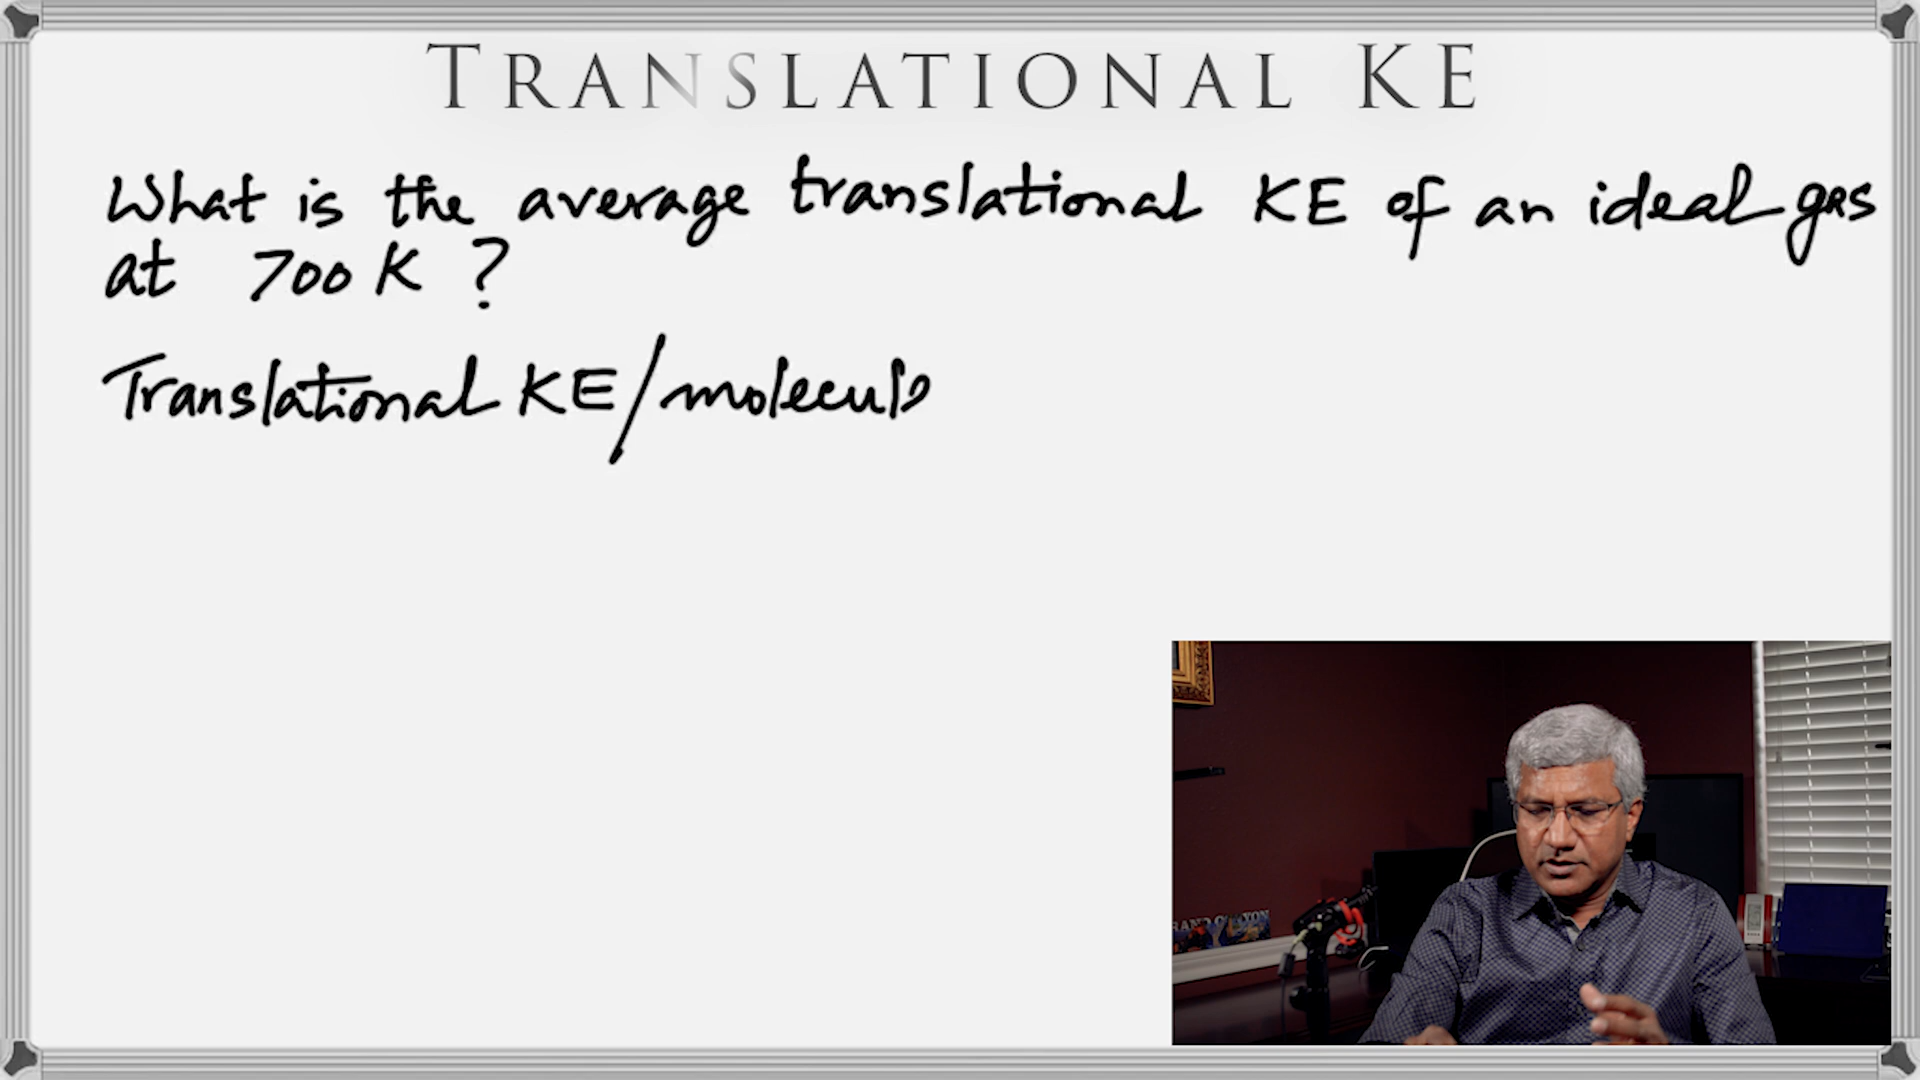 TRANSLATIONAL KE
What is the average translational KE of an ideal gas
at 700 K ?
Translational KE/molecule